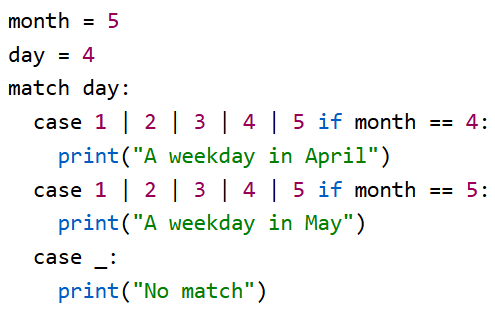 month = 5
day = 4
match day:
  case 1 | 2 | 3 | 4 | 5 if month == 4:
    print("A weekday in April")
  case 1 | 2 | 3 | 4 | 5 if month == 5:
    print("A weekday in May")
  case _:
    print("No match")